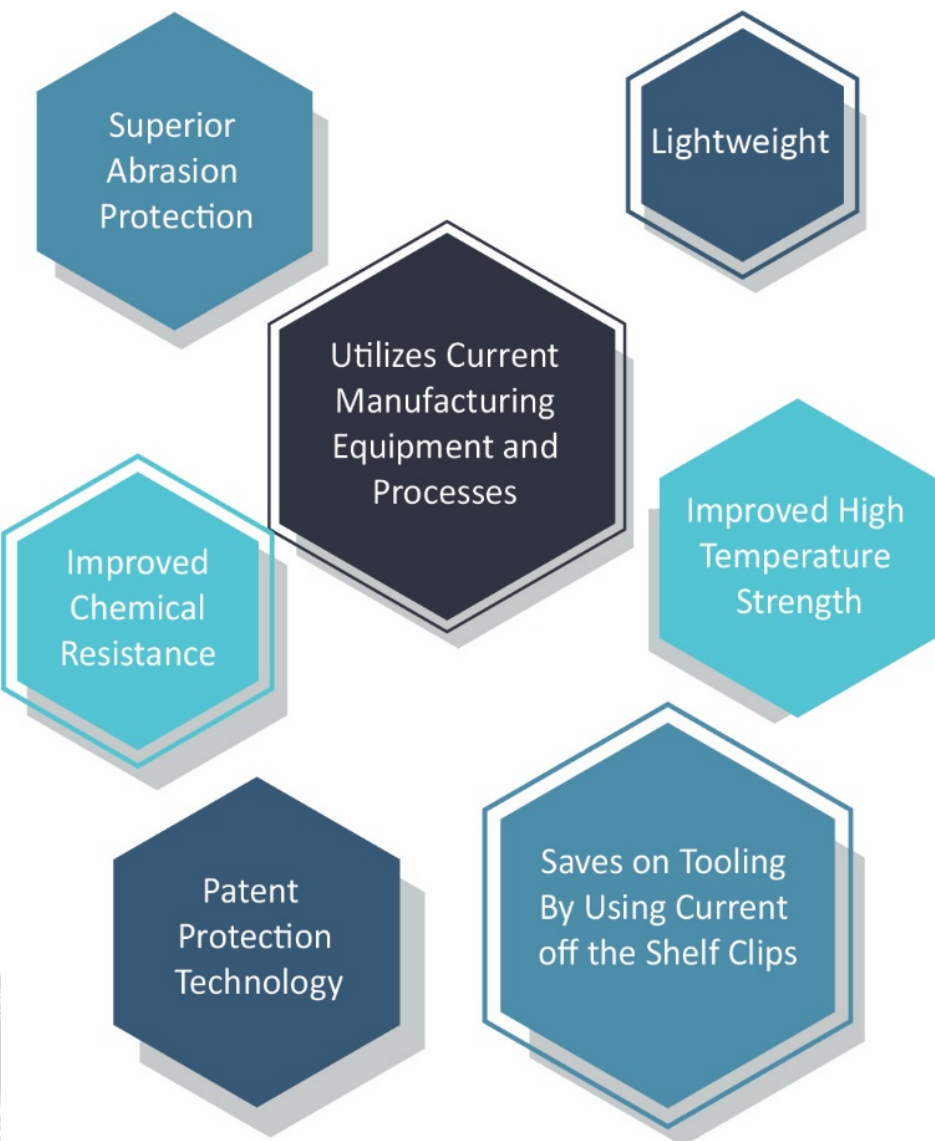 Superior
Abrasion
Protection
Lightweight
Utilizes Current
Manufacturing
Equipment and
Processes
Improved
Chemical
Resistance
Improved High
Temperature
Strength
Patent
Protection
Technology
Saves on Tooling
By Using Current
off the Shelf Clips